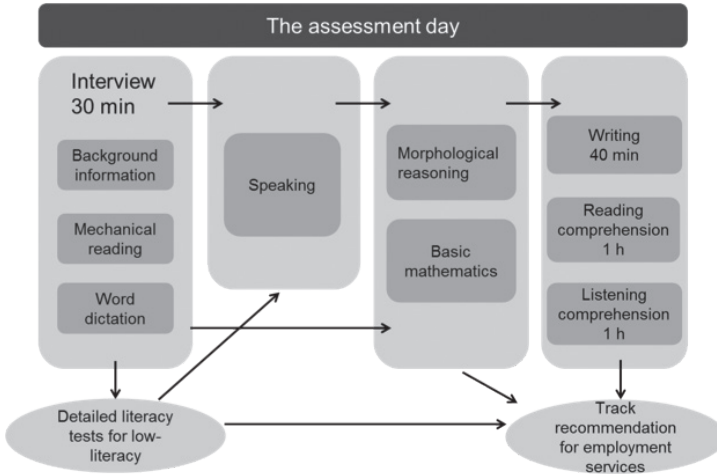 The assessment day
Interview
30 min
Background
information
Mechanical
reading
Word
dictation
Speaking
Morphological
reasoning
Basic
mathematics
Writing
40 min
Reading
comprehension
1 h
Listening
comprehension
1 h
Detailed literacy
tests for low-
literacy
Track
recommendation
for employment
services